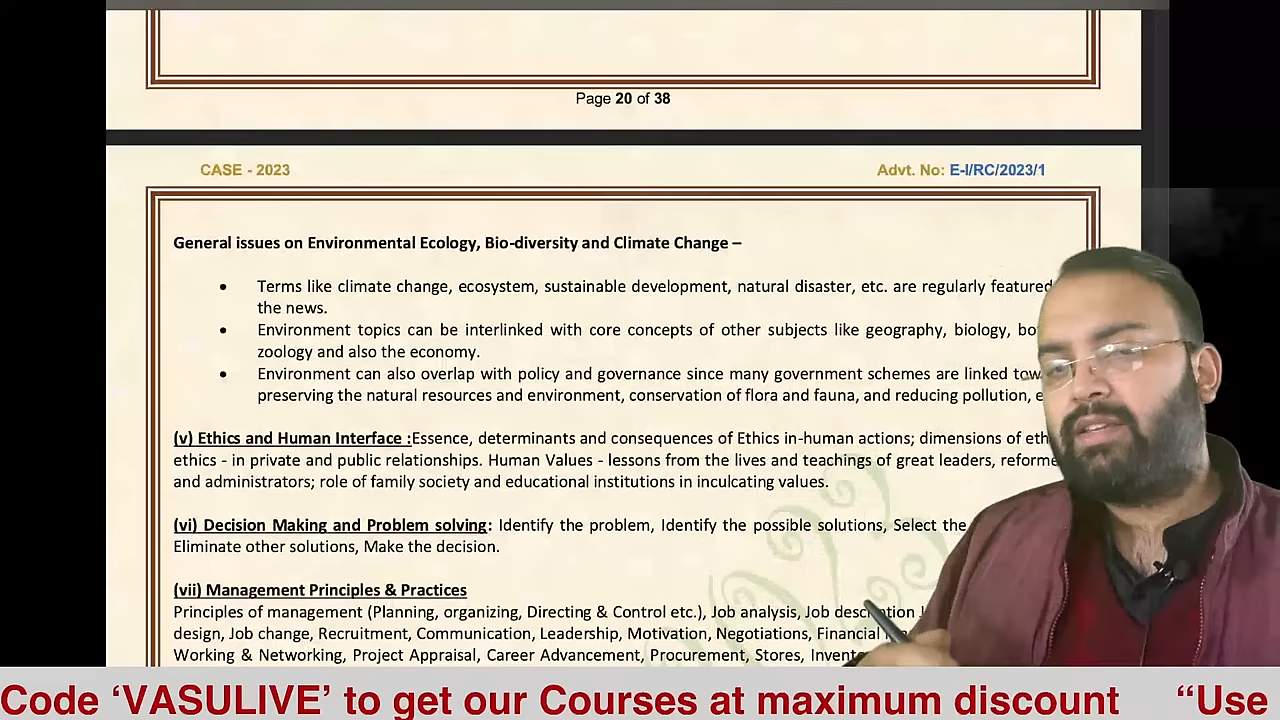 Page 20 of 38
CASE - 2023
Advt. No: E-I/RC/2023/1
General issues on Environmental Ecology, Bio-diversity and Climate Change –
• Terms like climate change, ecosystem, sustainable development, natural disaster, etc. are regularly featured
the news.
• Environment topics can be interlinked with core concepts of other subjects like geography, biology,
zoology and also the economy.
• Environment can also overlap with policy and governance since many government schemes are linked
preserving the natural resources and environment, conservation of flora and fauna, and reducing pollution,
(v) Ethics and Human Interface :Essence, determinants and consequences of Ethics in-human actions; dimensions of
ethics - in private and public relationships. Human Values - lessons from the lives and teachings of great leaders,
and administrators; role of family society and educational institutions in inculcating values.
(vi) Decision Making and Problem solving: Identify the problem, Identify the possible solutions, Select the
Eliminate other solutions, Make the decision.
(vii) Management Principles & Practices
Principles of management (Planning, organizing, Directing & Control etc.), Job analysis, Job description
design, Job change, Recruitment, Communication, Leadership, Motivation, Negotiations, Financial
Working & Networking, Project Appraisal, Career Advancement, Procurement, Stores,
Code ‘VASULIVE’ to get our Courses at maximum discount “Use